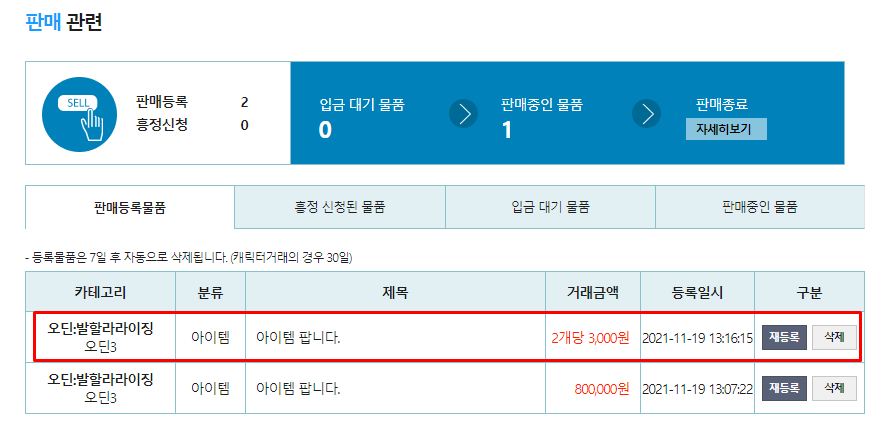 판매 관련
SELL
판매등록 2
흥정신청 0
입금 대기 물품
0
판매중인 물품
1
판매종료
자세히보기
판매등록물품 흥정 신청된 물품 입금 대기 물품 판매중인 물품
- 등록물품은 7일 후 자동으로 삭제됩니다. (캐릭터거래의 경우 30일)
카테고리 분류 제목 거래금액 등록일시 구분
오딘:발할라라이징
오딘3
아이템 아이템 팝니다. 2개당 3,000원 2021-11-19 13:16:15 재등록 삭제
오딘:발할라라이징
오딘3
아이템 아이템 팝니다. 800,000원 2021-11-19 13:07:22 재등록 삭제